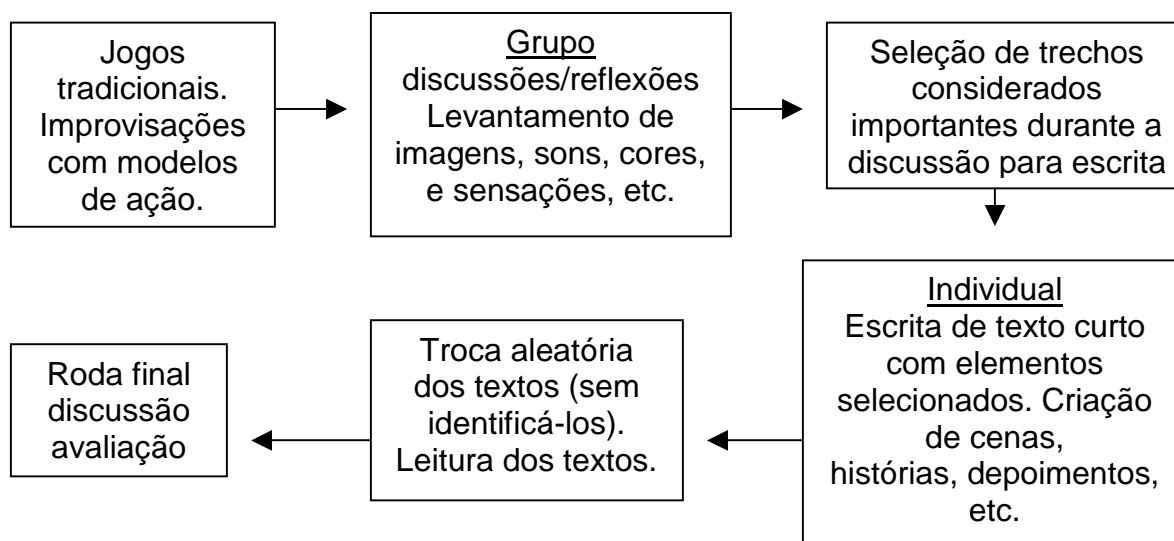 Jogos
tradicionais.
Improvisações
com modelos
de ação.
Grupo
discussões/reflexões
Levantamento de
imagens, sons, cores,
e sensações, etc.
Seleção de trechos
considerados
importantes durante a
discussão para escrita
Individual
Escrita de texto curto
com elementos
selecionados. Criação
de cenas,
histórias, depoimentos,
etc.
Troca aleatória
dos textos (sem
identificá-los).
Leitura dos textos.
Roda final
discussão
avaliação